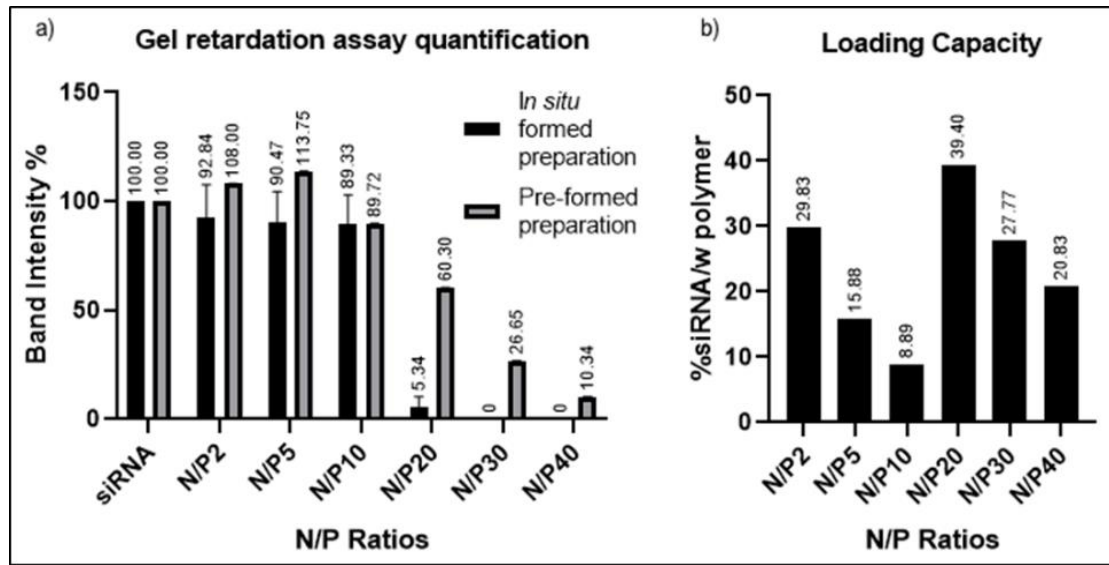 a)
Gel retardation assay quantification
Band Intensity %
150
100
50
0
100.00
100.00
92.84
108.00
90.47
113.75
89.33
89.72
5.34
60.30
0
26.65
0
10.34
In situ
formed
preparation
Pre-formed
preparation
siRNA
N/P2
N/P5
N/P10
N/P20
N/P30
N/P40
N/P Ratios
b)
Loading Capacity
%siRNA/w polymer
50
40
30
20
10
0
29.83
15.88
8.89
39.40
27.77
20.83
N/P2
N/P5
N/P10
N/P20
N/P30
N/P40
N/P Ratios